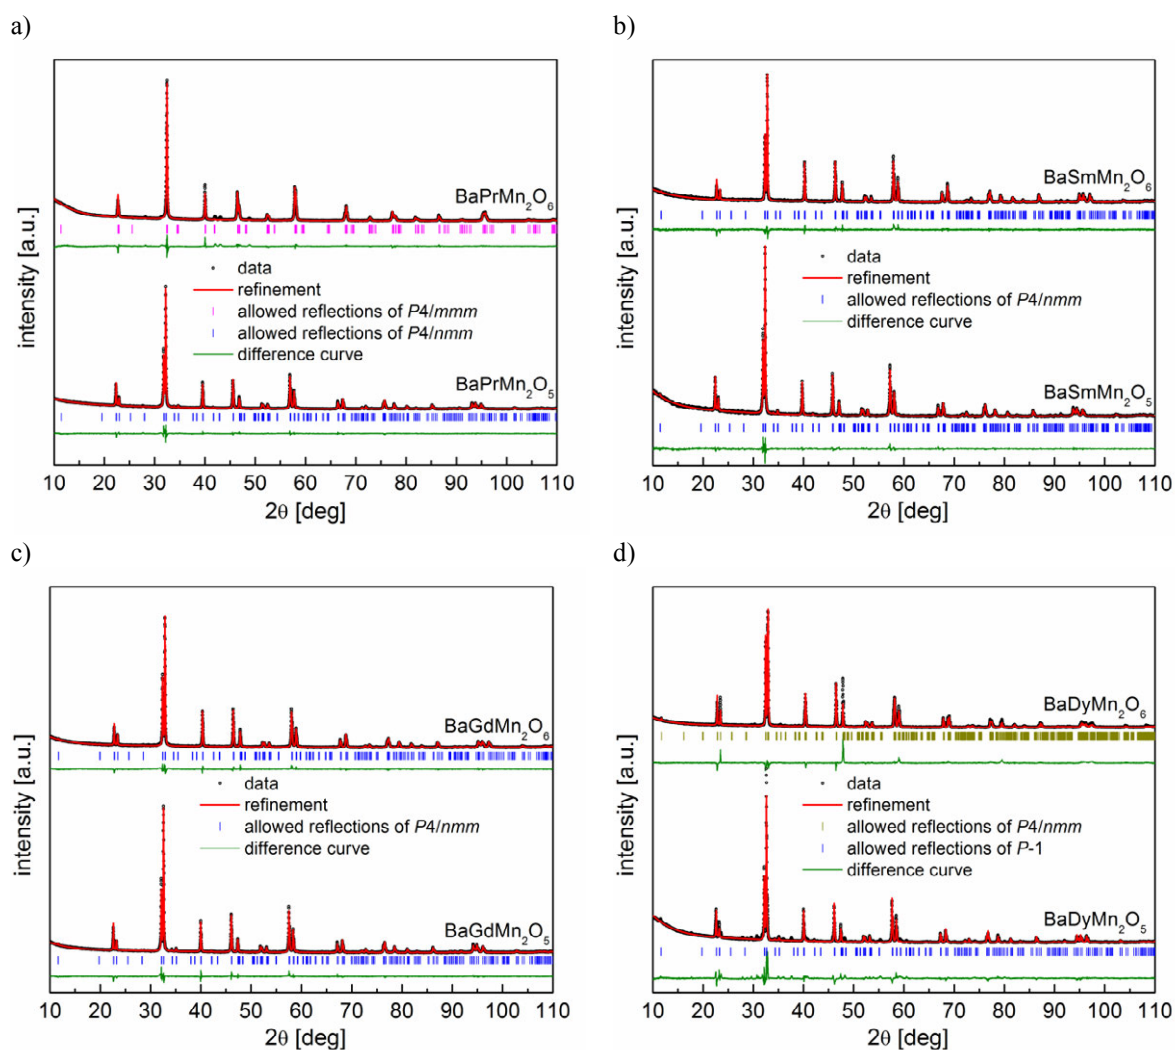 a)
BaPrMn2O6
data
refinement
allowed reflections of P4/mmm
allowed reflections of P4/nmm
difference curve
BaPrMn2O5
intensity [a.u.]
10 20 30 40 50 60 70 80 90 100 110
2θ [deg]
b)
BaSmMn2O6
data
refinement
allowed reflections of P4/nmm
difference curve
BaSmMn2O5
intensity [a.u.]
10 20 30 40 50 60 70 80 90 100 110
2θ [deg]
c)
BaGdMn2O6
data
refinement
allowed reflections of P4/nmm
difference curve
BaGdMn2O5
intensity [a.u.]
10 20 30 40 50 60 70 80 90 100 110
2θ [deg]
d)
BaDyMn2O6
data
refinement
allowed reflections of P4/nmm
allowed reflections of P-1
difference curve
BaDyMn2O5
intensity [a.u.]
10 20 30 40 50 60 70 80 90 100 110
2θ [deg]